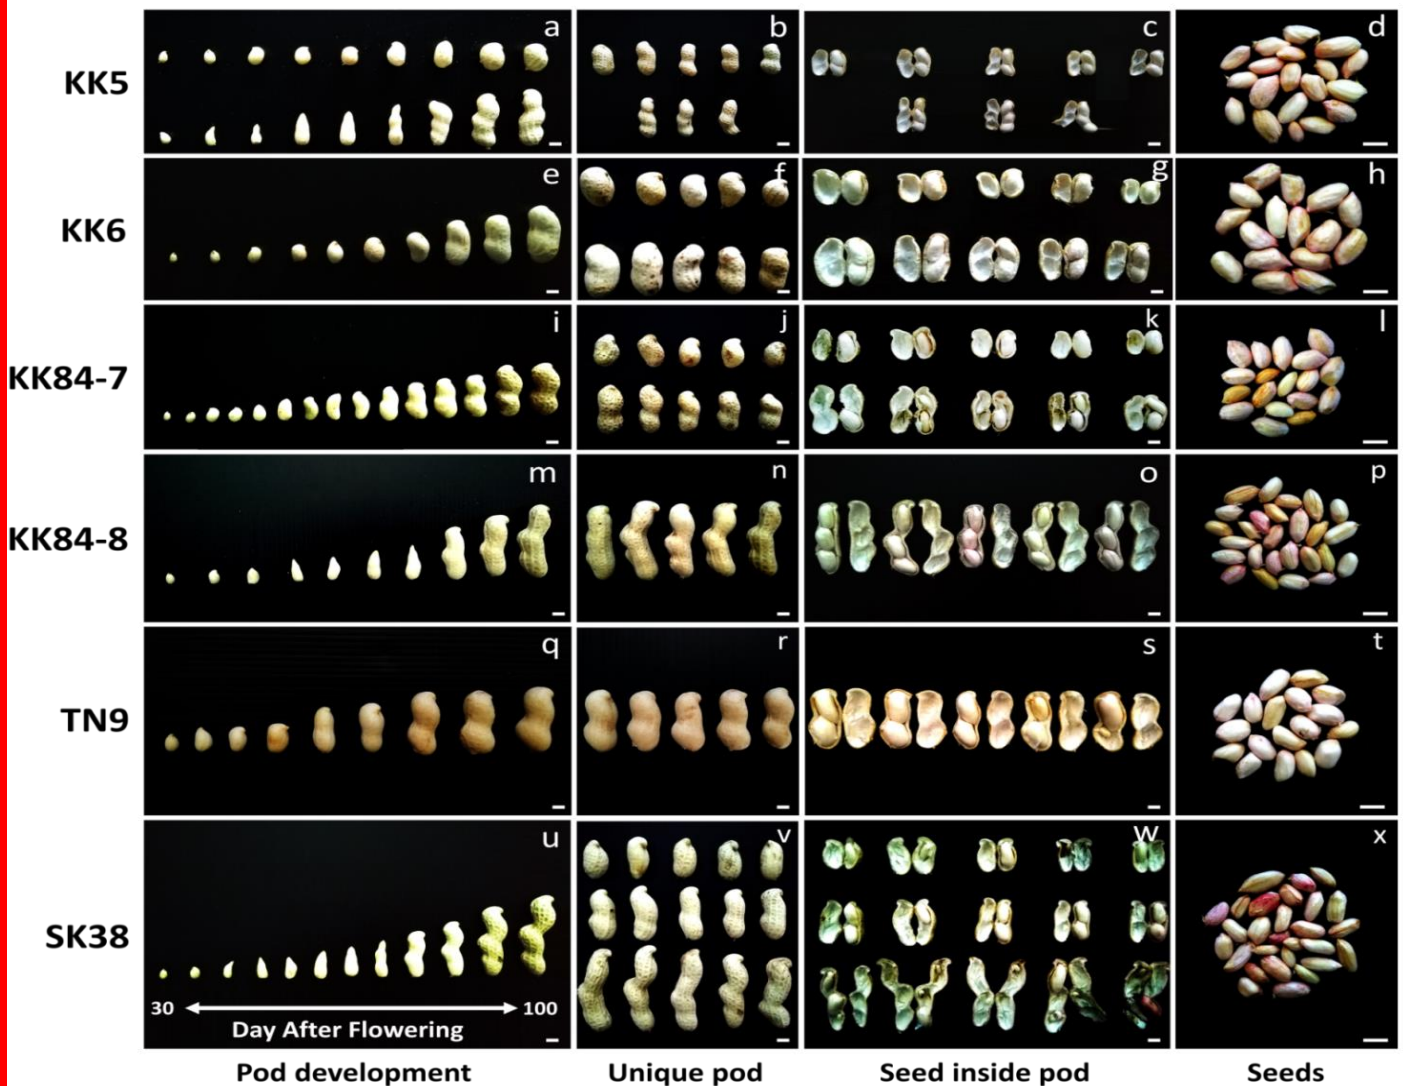 KK5
a
b
c
d
KK6
e
f
g
h
KK84-7
i
j
k
l
KK84-8
m
n
o
p
TN9
q
r
s
t
SK38
u
v
w
x
30
100
Day After Flowering
Pod development
Unique pod
Seed inside pod
Seeds